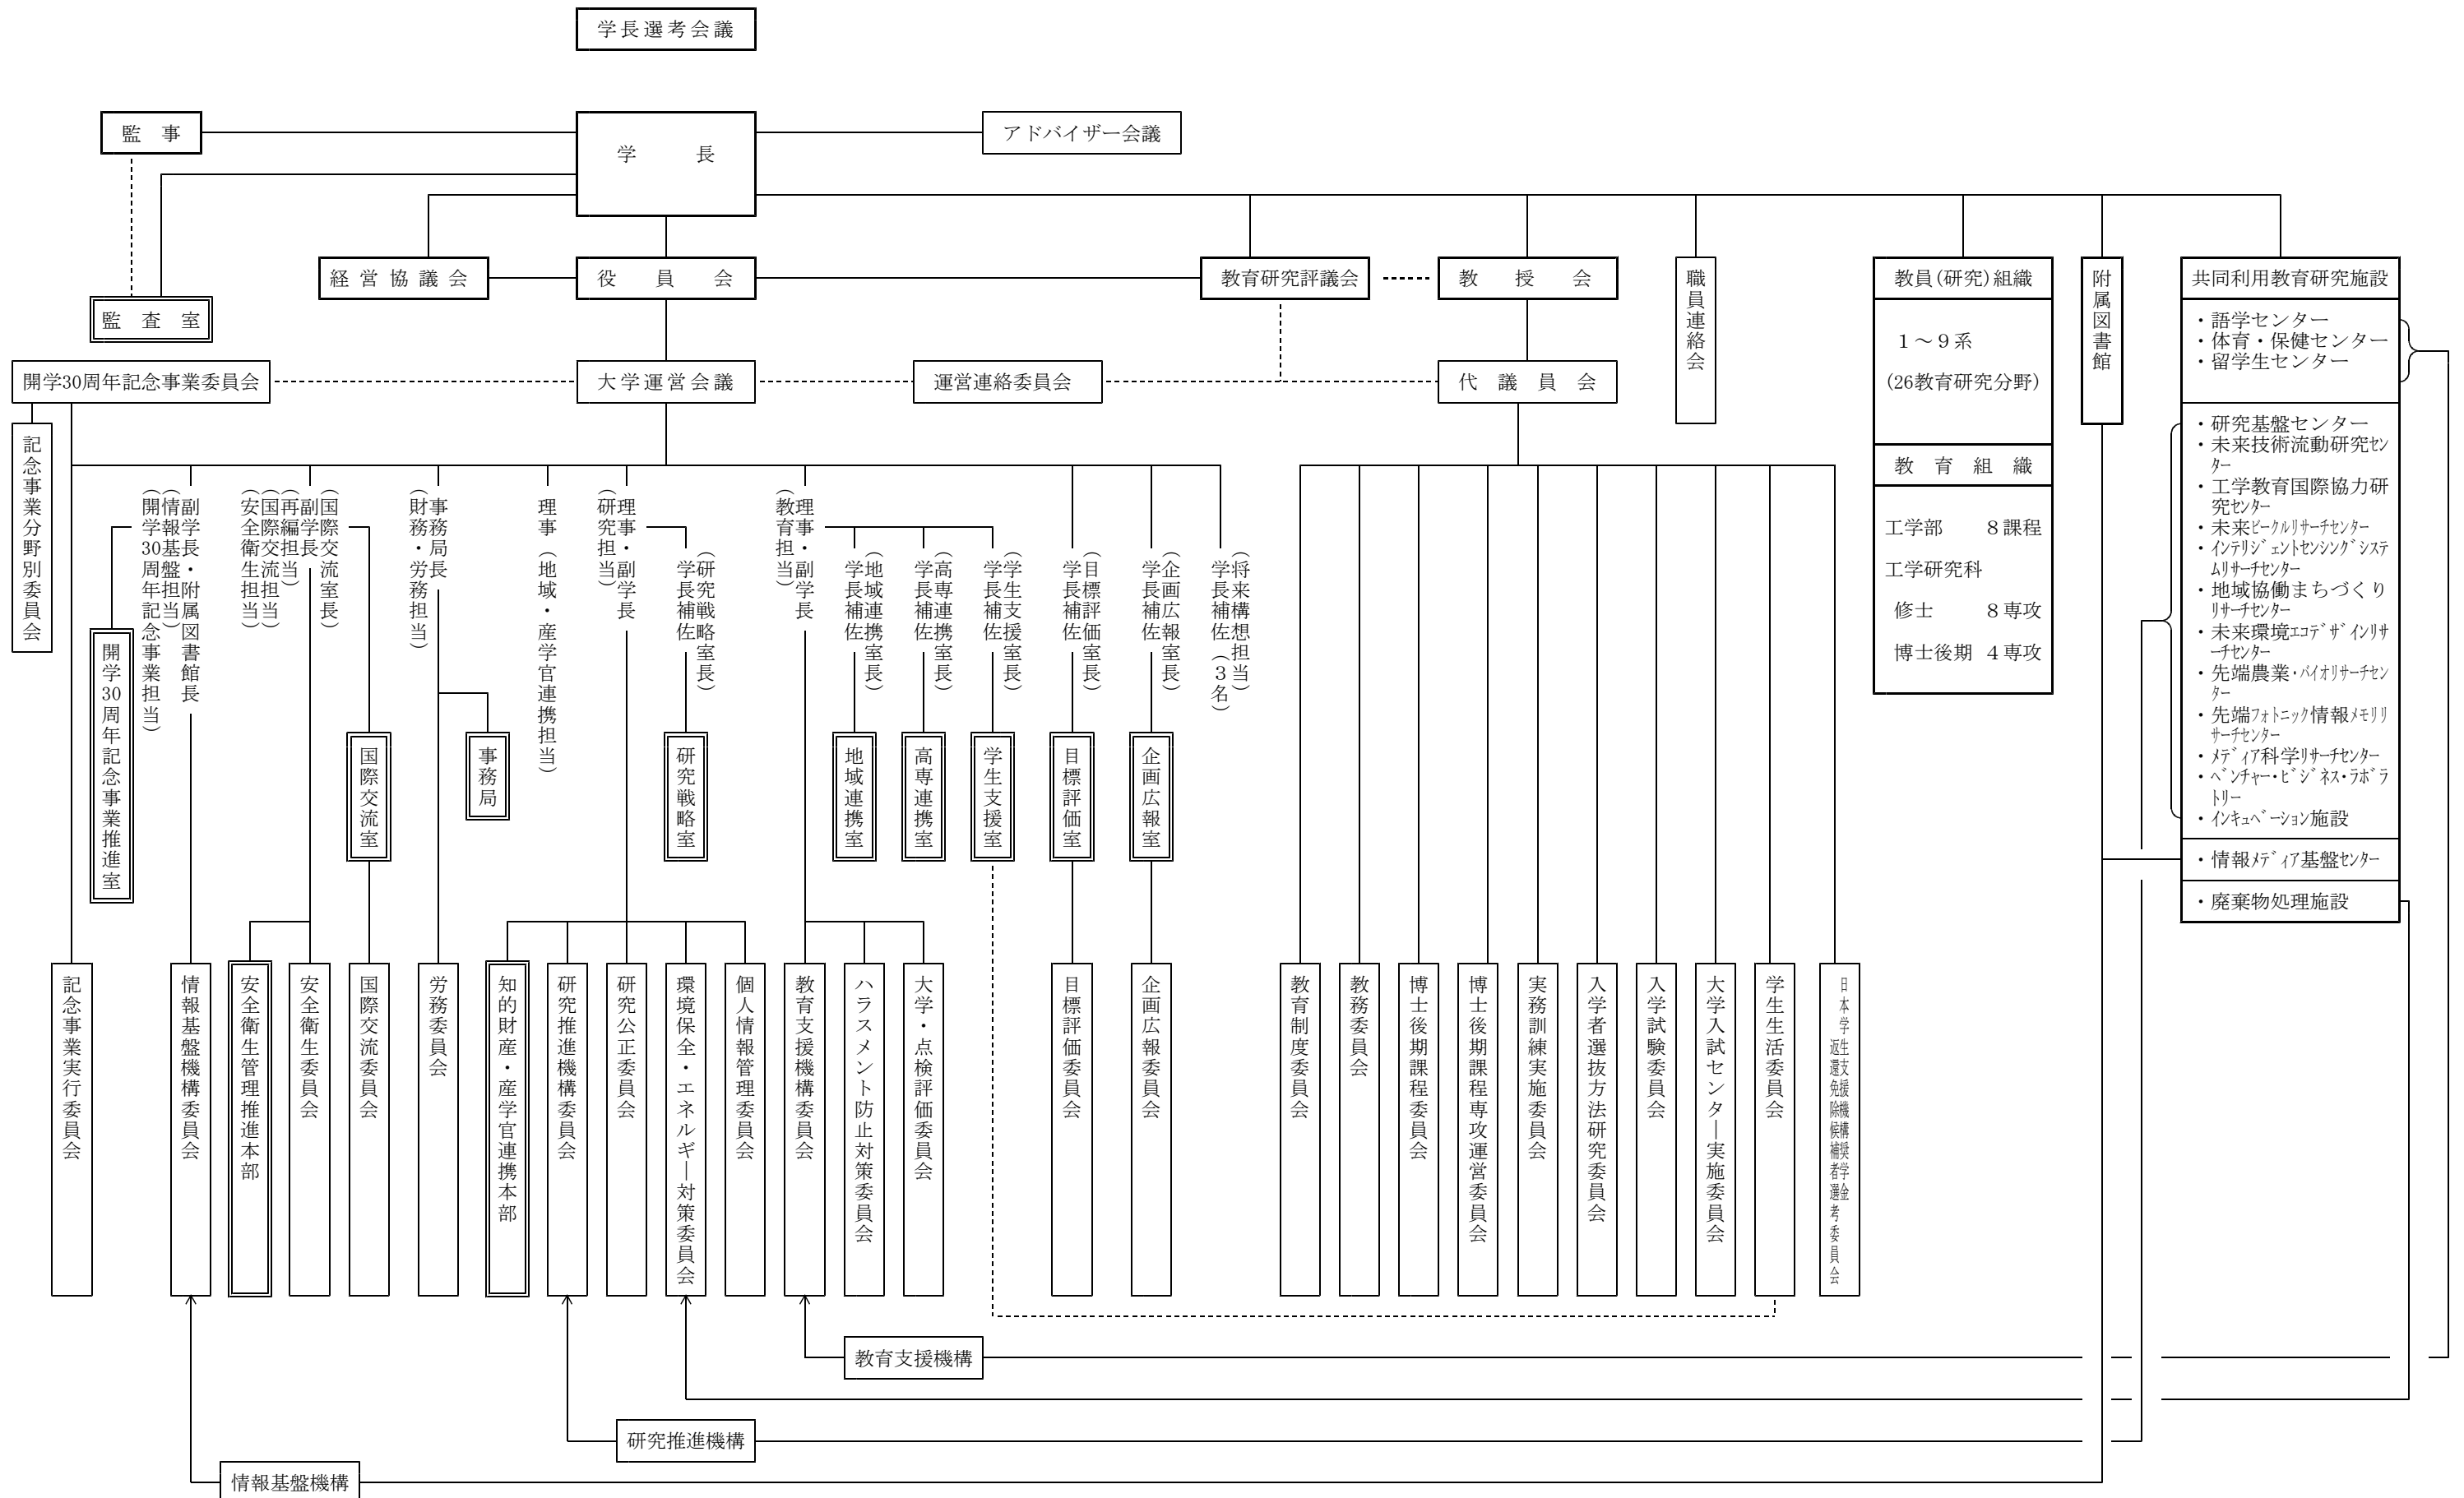 学長選考会議
監　事
学　　　長
アドバイザー会議
経営協議会
役　員　会
教育研究評議会
教　授　会
職員連絡会
教員（研究）組織
附属図書館
共同利用教育研究施設
監　査　室
１～９系
（26教育研究分野）
・語学センター
・体育・保健センター
・留学生センター
開学30周年記念事業委員会
大学運営会議
運営連絡委員会
代　議　員　会
・研究基盤センター
・未来技術流動研究ｾﾝ
ﾀｰ
・工学教育国際協力研
究ｾﾝﾀｰ
・未来ﾋﾞｰｸﾙﾘｻｰﾁｾﾝﾀｰ
・ｲﾝﾃﾘｼﾞｪﾝﾄｾﾝｼﾝｸﾞｼｽﾃ
ﾑﾘｻｰﾁｾﾝﾀｰ
・地域協働まちづくり
ﾘｻｰﾁｾﾝﾀｰ
・未来環境ｴｺﾃﾞｻﾞｲﾝﾘｻ
ｰﾁｾﾝﾀｰ
・先端農業･ﾊﾞｲｵﾘｻｰﾁｾﾝ
ﾀｰ
・先端ﾌｫﾄﾆｯｸ情報ﾒﾓﾘﾘ
ｻｰﾁｾﾝﾀｰ
・ﾒﾃﾞｨｱ科学ﾘｻｰﾁｾﾝﾀｰ
・ﾍﾞﾝﾁｬｰ･ﾋﾞｼﾞﾈｽ･ﾗﾎﾞﾗ
ﾄﾘｰ
・ｲﾝｷｭﾍﾞｰｼｮﾝ施設
・情報ﾒﾃﾞｨｱ基盤ｾﾝﾀｰ
・廃棄物処理施設
教　育　組　織
工学部　　８課程
工学研究科
修士　　８専攻
博士後期　４専攻
記念事業分野別委員会
副学長・附属図書館長
（情報基盤担当）
（開学30周年記念事業担当）
（国際交流室長）
副学長
（再編担当）
（国際交流担当）
（安全衛生担当）
事務局長
（財務・労務担当）
理事（地域・産学官連携担当）
理事・副学長
（研究担当）
（研究戦略室長）
学長補佐
理事・副学長
（教育担当）
（地域連携室長）
学長補佐
（高専連携室長）
学長補佐
（学生支援室長）
学長補佐
（目標評価室長）
学長補佐
（企画広報室長）
学長補佐
（将来構想担当）
学長補佐（３名）
開学30周年記念事業推進室
国際交流室
事務局
研究戦略室
地域連携室
高専連携室
学生支援室
目標評価室
企画広報室
記念事業実行委員会
情報基盤機構委員会
安全衛生管理推進本部
安全衛生委員会
国際交流委員会
労務委員会
知的財産・産学官連携本部
研究推進機構委員会
研究公正委員会
環境保全・エネルギー対策委員会
個人情報管理委員会
教育支援機構委員会
ハラスメント防止対策委員会
大学・点検評価委員会
目標評価委員会
企画広報委員会
教育制度委員会
教務委員会
博士後期課程委員会
博士後期課程専攻運営委員会
実務訓練実施委員会
入学者選抜方法研究委員会
入学試験委員会
大学入試センター実施委員会
学生生活委員会
日本学生支援機構奨学金
返還免除候補者選考委員会
教育支援機構
研究推進機構
情報基盤機構